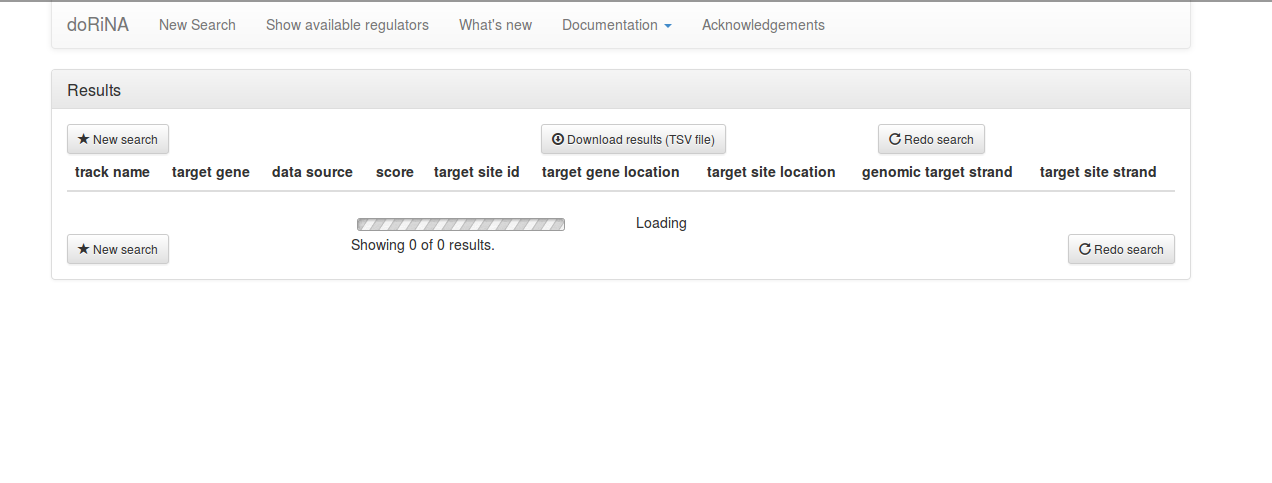 doRiNA New Search Show available regulators What's new Documentation Acknowledgements
Results
New search Download results (TSV file) Redo search
track name target gene data source score target site id target gene location target site location genomic target strand target site strand
Loading
Showing 0 of 0 results.
New search Redo search